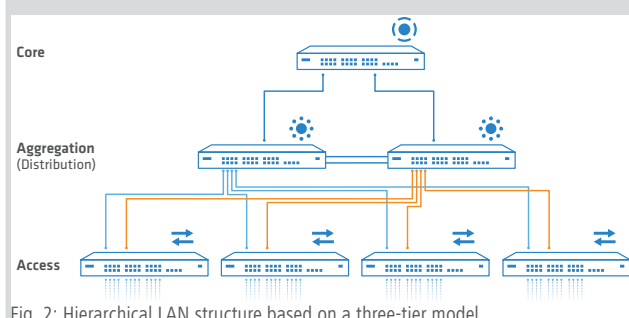 Core
Aggregation
(Distribution)
Access
Fig. 2: Hierarchical LAN structure based on a three-tier model